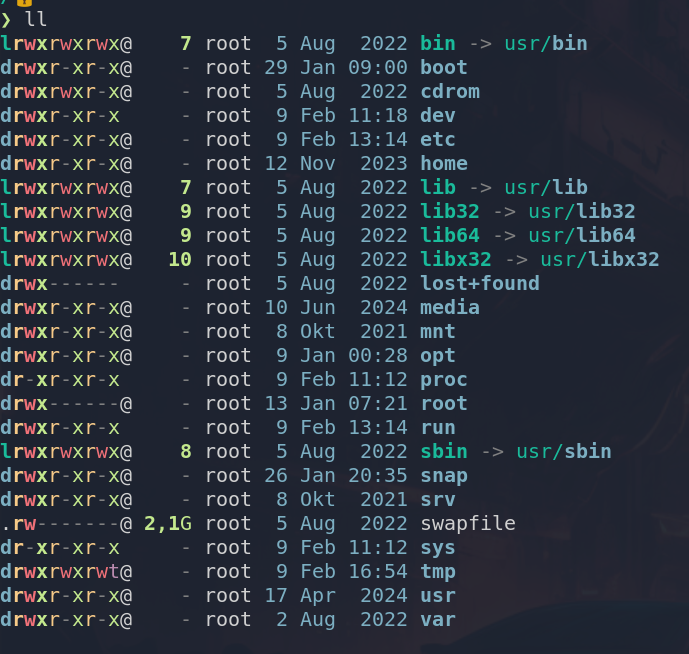 ❯ ll
lrwxrwxrwx@    7 root  5 Aug  2022 bin -> usr/bin
drwxr-xr-x@    - root 29 Jan 09:00 boot
drwxrwxr-x@    - root  5 Aug  2022 cdrom
drwxr-xr-x     - root  9 Feb 11:18 dev
drwxr-xr-x@    - root  9 Feb 13:14 etc
drwxr-xr-x@    - root 12 Nov  2023 home
lrwxrwxrwx@    7 root  5 Aug  2022 lib -> usr/lib
lrwxrwxrwx@    9 root  5 Aug  2022 lib32 -> usr/lib32
lrwxrwxrwx@    9 root  5 Aug  2022 lib64 -> usr/lib64
lrwxrwxrwx@   10 root  5 Aug  2022 libx32 -> usr/libx32
drwx------     - root  5 Aug  2022 lost+found
drwxr-xr-x@    - root 10 Jun  2024 media
drwxr-xr-x@    - root  8 Okt  2021 mnt
drwxr-xr-x@    - root  9 Jan 00:28 opt
dr-xr-xr-x     - root  9 Feb 11:12 proc
drwx------@    - root 13 Jan 07:21 root
drwxr-xr-x     - root  9 Feb 13:14 run
lrwxrwxrwx@    8 root  5 Aug  2022 sbin -> usr/sbin
drwxr-xr-x@    - root 26 Jan 20:35 snap
drwxr-xr-x@    - root  8 Okt  2021 srv
.rw-------@ 2,1G root  5 Aug  2022 swapfile
dr-xr-xr-x     - root  9 Feb 11:12 sys
drwxrwxrwt@    - root  9 Feb 16:54 tmp
drwxr-xr-x@    - root 17 Apr  2024 usr
drwxr-xr-x@    - root  2 Aug  2022 var